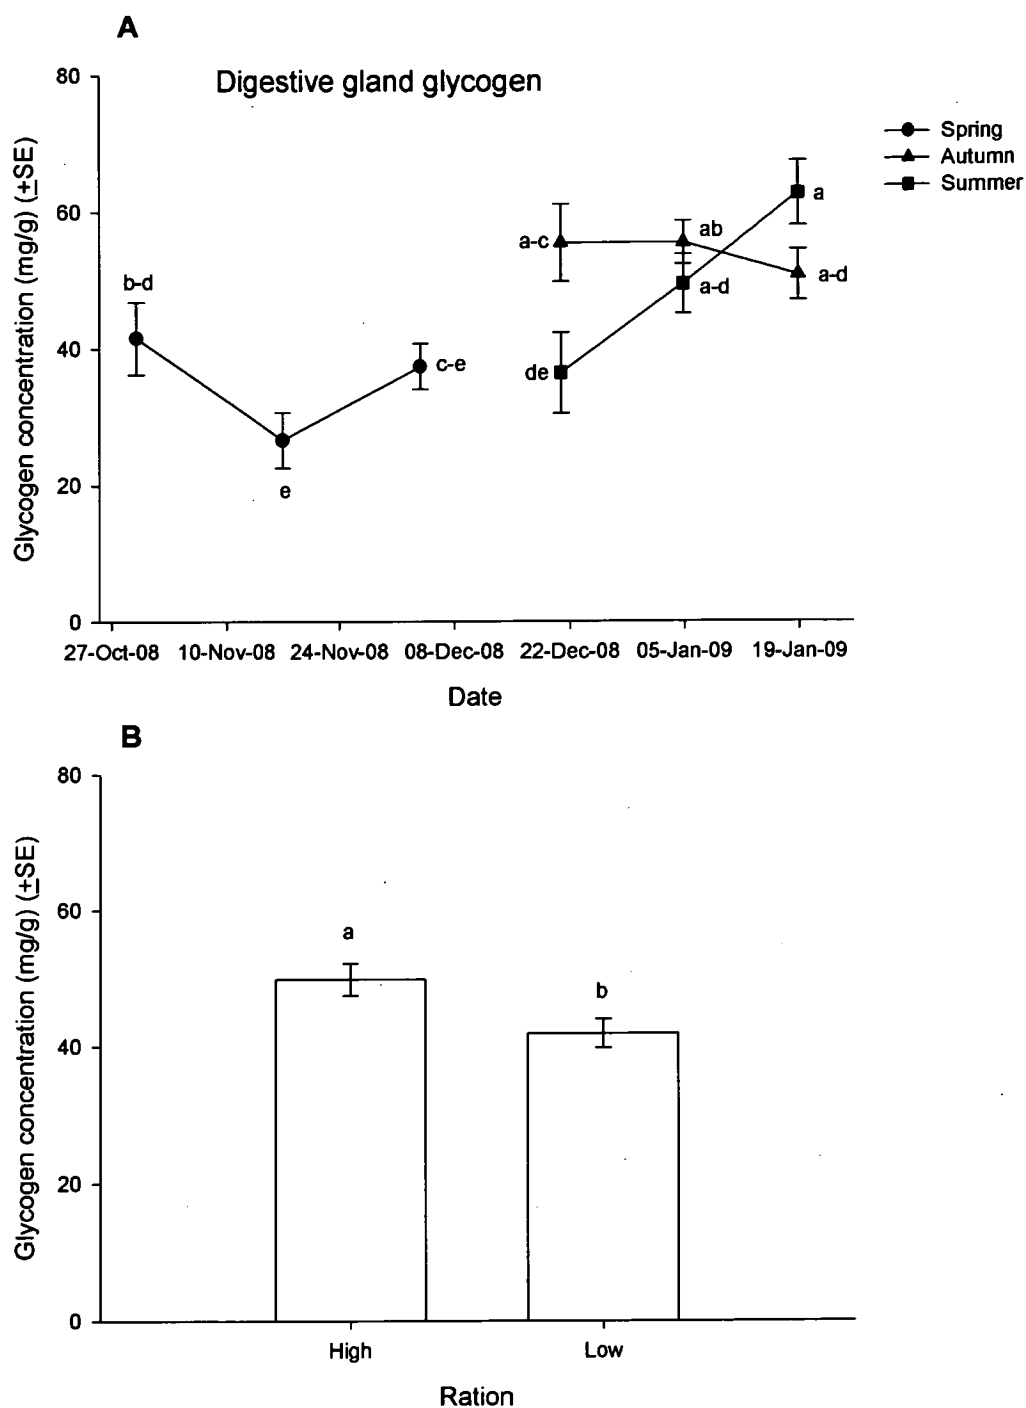 A
Digestive gland glycogen
Glycogen concentration (mg/g) (±SE)
80
60
40
20
0
Spring
Autumn
Summer
b-d
e
c-e
a-c
ab
a
de
a-d
a-d
27-Oct-08 10-Nov-08 24-Nov-08 08-Dec-08 22-Dec-08 05-Jan-09 19-Jan-09
Date
B
Glycogen concentration (mg/g) (±SE)
80
60
40
20
0
a
b
High Low
Ration